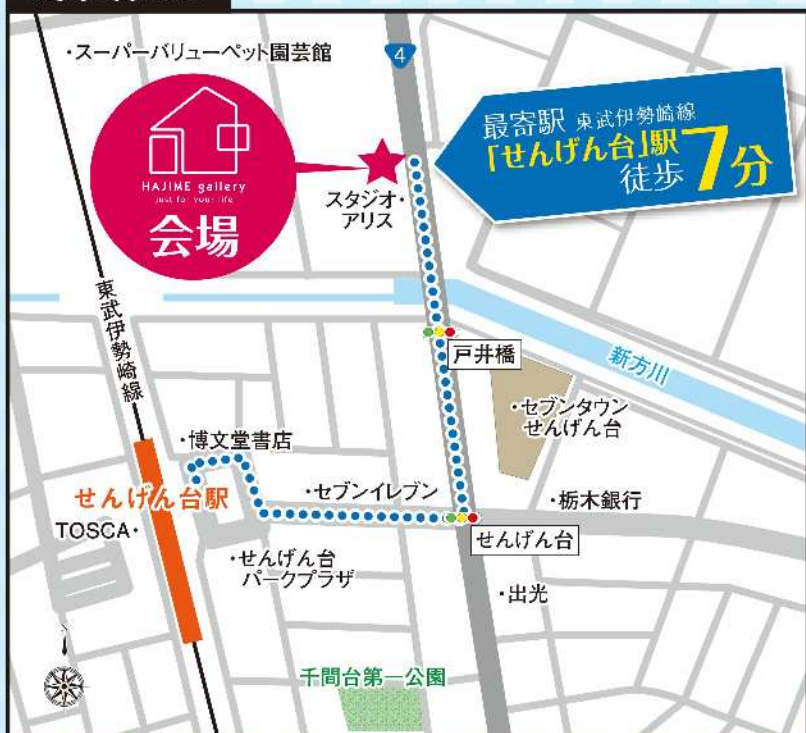 ・スーパーバリューペット園芸館
4
最寄駅 東武伊勢崎線
「せんげん台」駅
徒歩7分
HAJIME gallery
just for your life
会場
スタジオ・
アリス
東武伊勢崎線
戸井橋
新方川
・セブンタウン
せんげん台
・博文堂書店
せんげん台駅
・セブンイレブン
・栃木銀行
TOSCA・
せんげん台
・せんげん台
パークプラザ
・出光
千間台第一公園